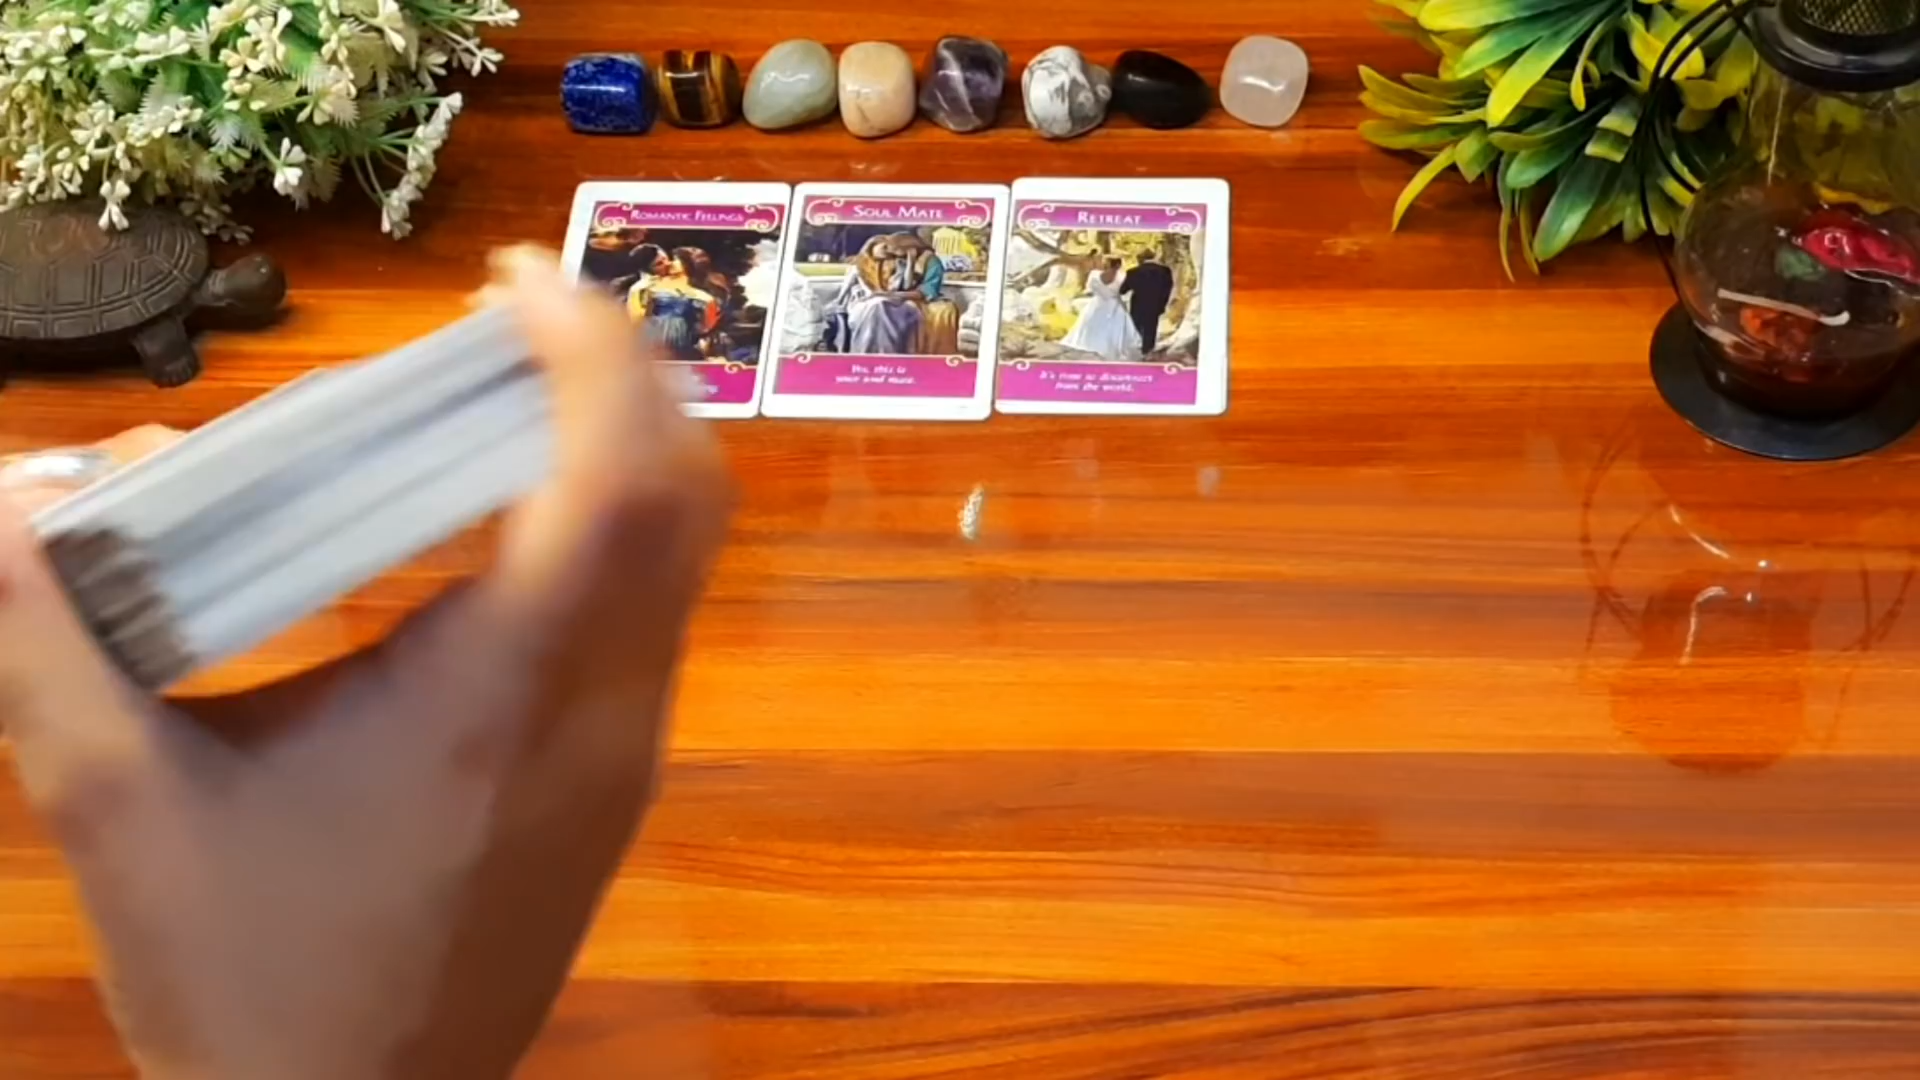 ROMANTIC FEELINGS
SOUL MATE
Yes, this is
your soul mate.
RETREAT
It's time to disconnect
from the world.